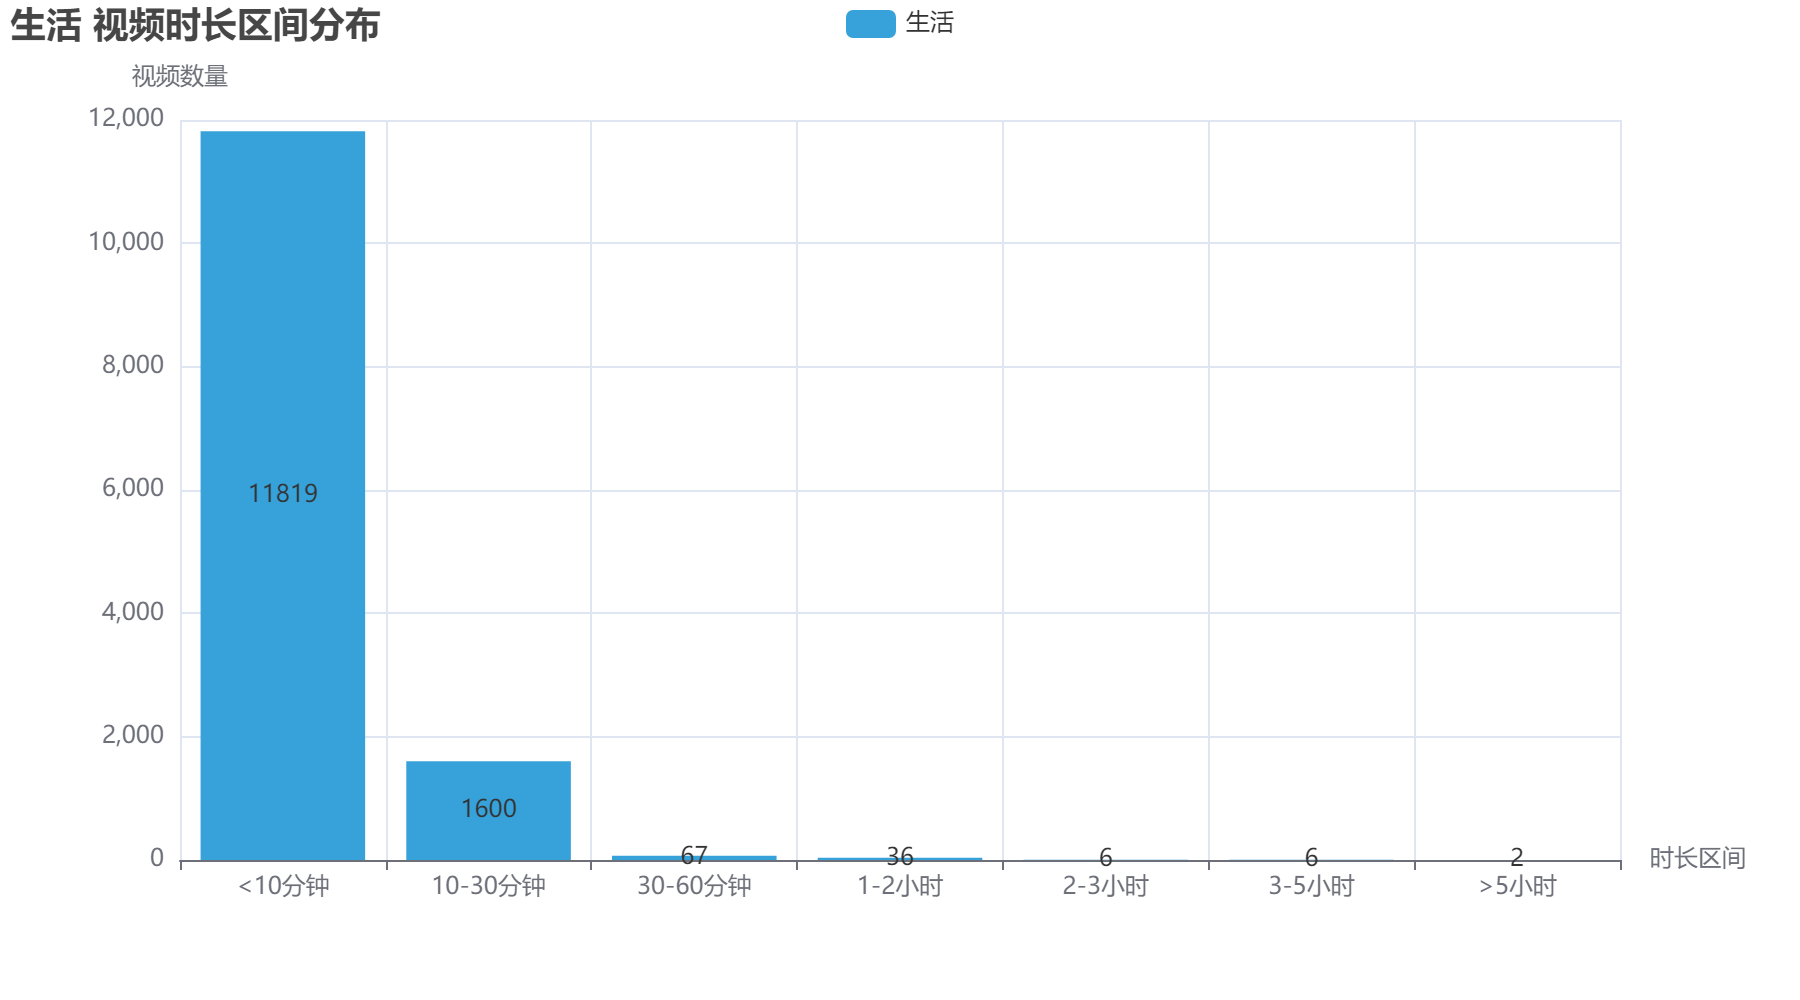 生活 视频时长区间分布
生活
视频数量
12,000
10,000
8,000
6,000
4,000
2,000
0
11819
1600
67
36
6
6
2
<10分钟
10-30分钟
30-60分钟
1-2小时
2-3小时
3-5小时
>5小时
时长区间